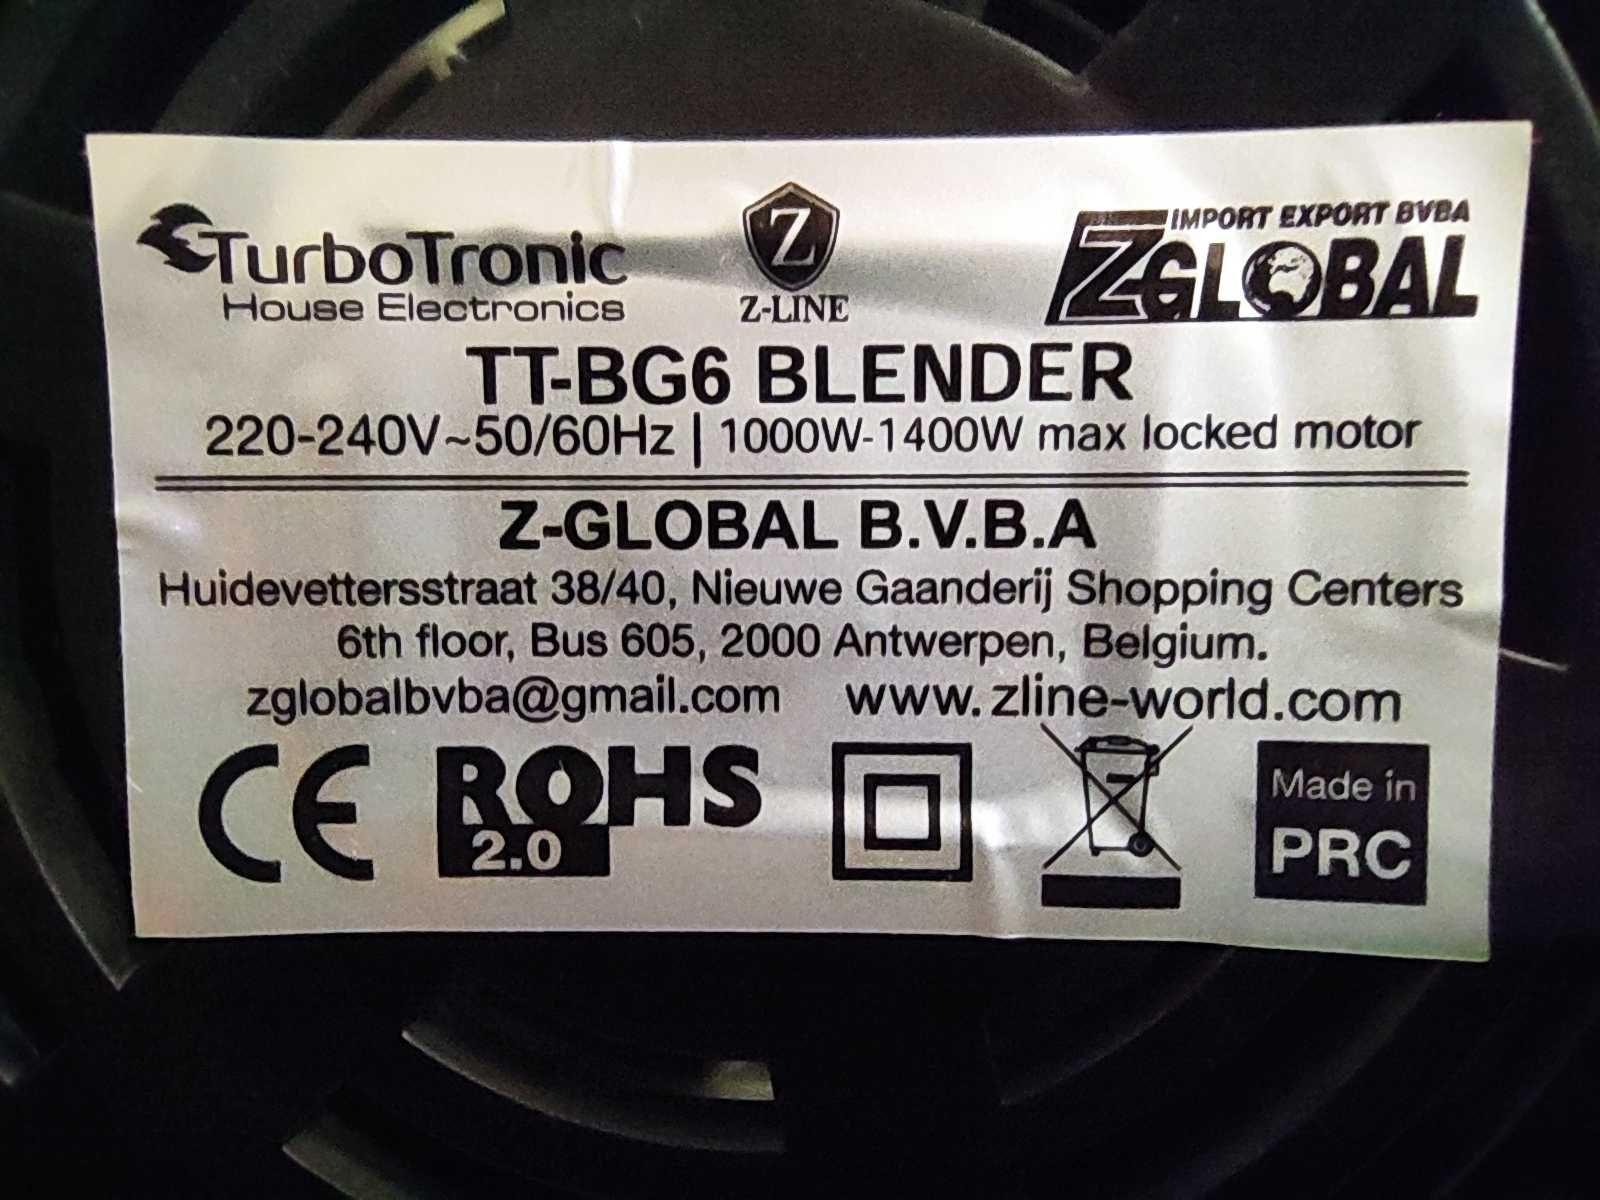 TurboTronic
House Electronics
Z
Z-LINE
IMPORT EXPORT BVBA
ZGLOBAL
TT-BG6 BLENDER
220-240V~50/60Hz | 1000W-1400W max locked motor
Z-GLOBAL B.V.B.A
Huidevettersstraat 38/40, Nieuwe Gaanderij Shopping Centers
6th floor, Bus 605, 2000 Antwerpen, Belgium.
zglobalbvba@gmail.com www.zline-world.com
CE
ROHS
2.0
Made in
PRC